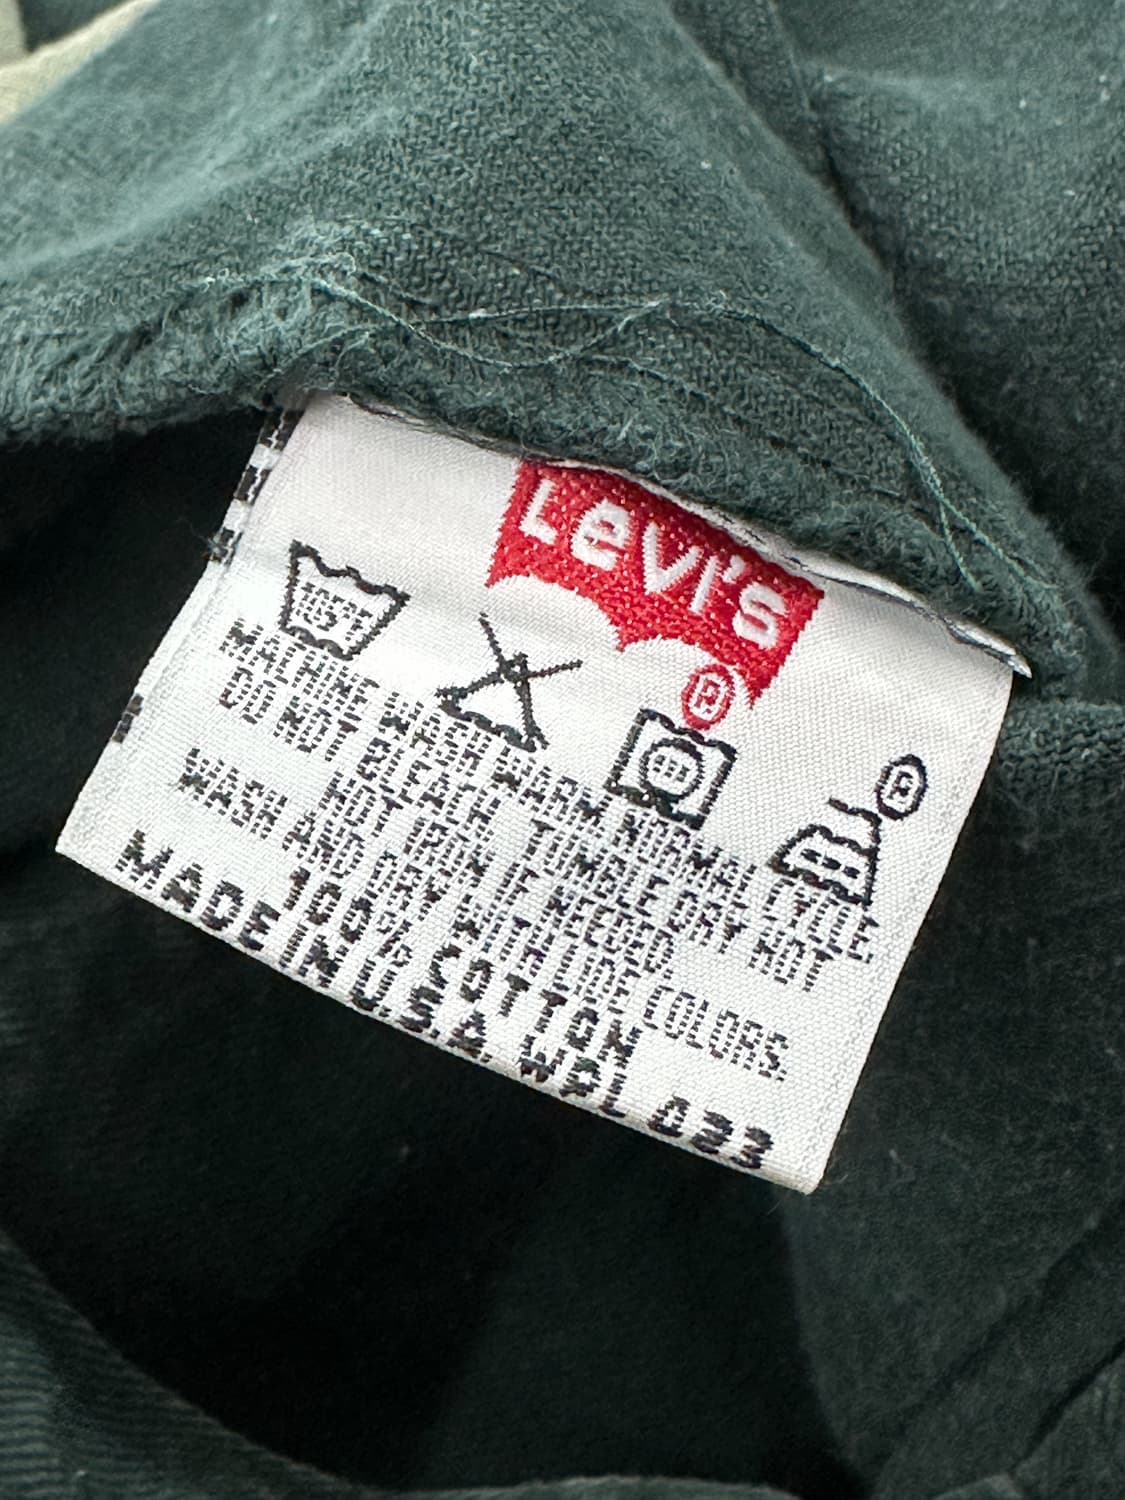 Levi's
®
®
MACHINE WASH WARM, NORMAL CYCLE
DO NOT BLEACH. TUMBLE DRY HOT
HOT IRON IF NEEDED.
WASH AND DRY WITH LIKE COLORS.
100% COTTON
MADE IN U.S.A. WPL 423